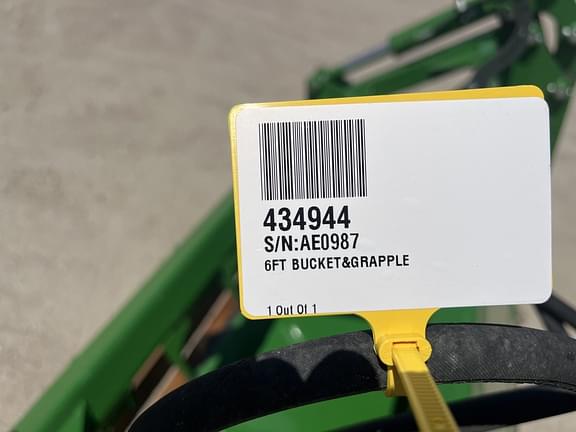 434944
S/N:AE0987
6FT BUCKET&GRAPPLE
1 Out Of 1